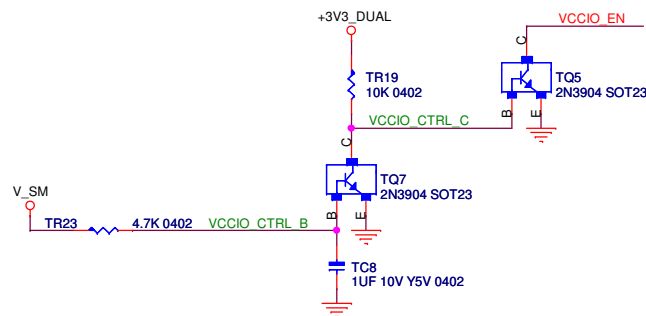 +3V3_DUAL
VCCIO_EN
C
TR19
10K 0402
TQ5
2N3904 SOT23
B
E
VCCIO_CTRL_C
C
TQ7
2N3904 SOT23
V_SM
B
E
TR23
4.7K 0402
VCCIO_CTRL_B
TC8
1UF 10V Y5V 0402